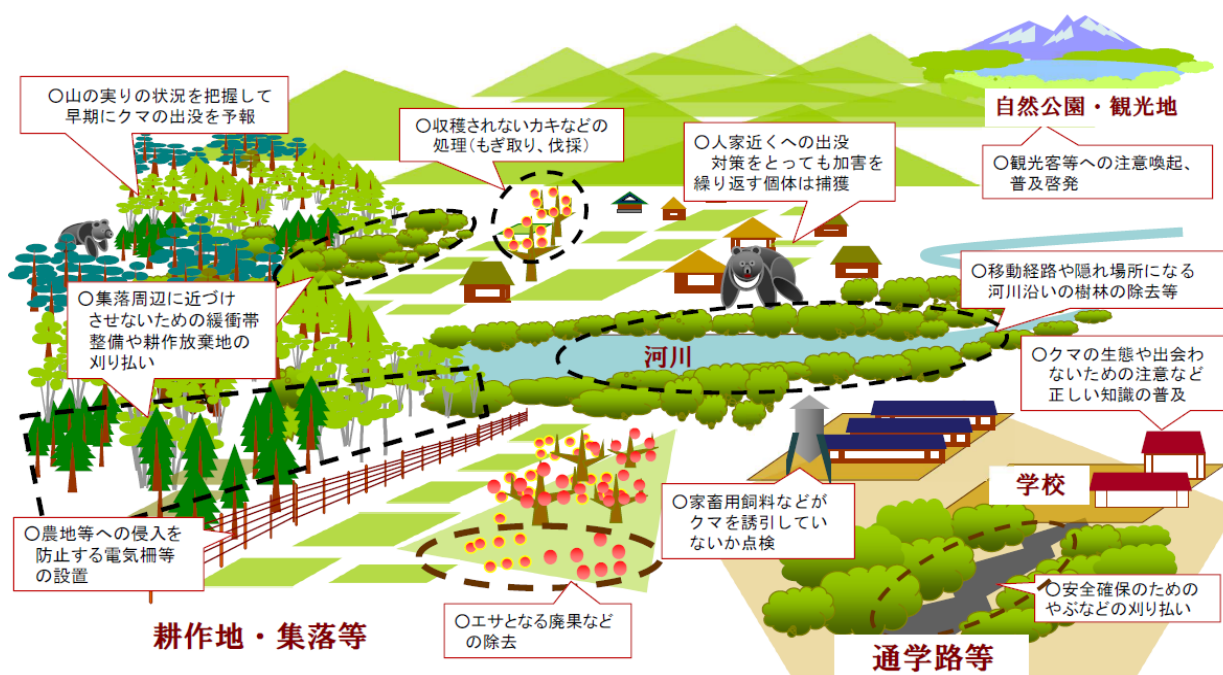 ○山の実りの状況を把握して
早期にクマの出没を予報
○収穫されないカキなどの
処理(もぎ取り、伐採)
○人家近くへの出没
対策をとっても加害を
繰り返す個体は捕獲
自然公園・観光地
○観光客等への注意喚起、
普及啓発
○集落周辺に近づけ
させないための緩衝帯
整備や耕作放棄地の
刈り払い
○移動経路や隠れ場所になる
河川沿いの樹林の除去等
河川
○クマの生態や出会わ
ないための注意など
正しい知識の普及
○農地等への侵入を
防止する電気柵等
の設置
○家畜用飼料などが
クマを誘引してい
ないか点検
学校
○エサとなる廃果など
の除去
○安全確保のための
やぶなどの刈り払い
耕作地・集落等
通学路等